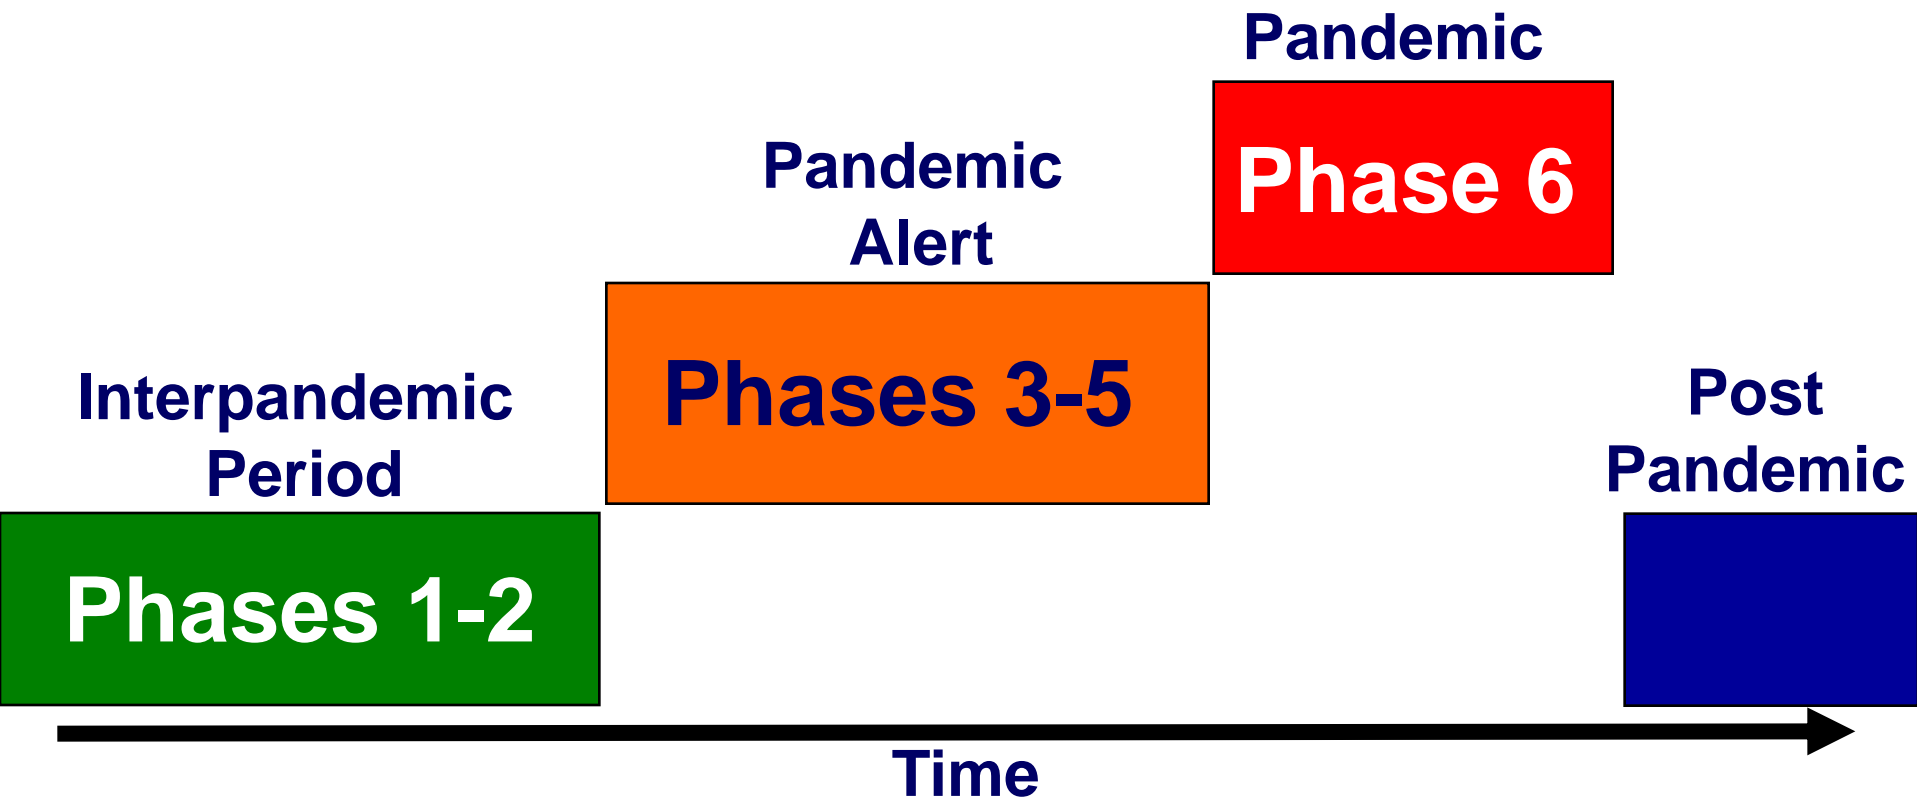 Pandemic
Phase 6
Pandemic
Alert
Phases 3-5
Interpandemic
Period
Phases 1-2
Post
Pandemic
Time